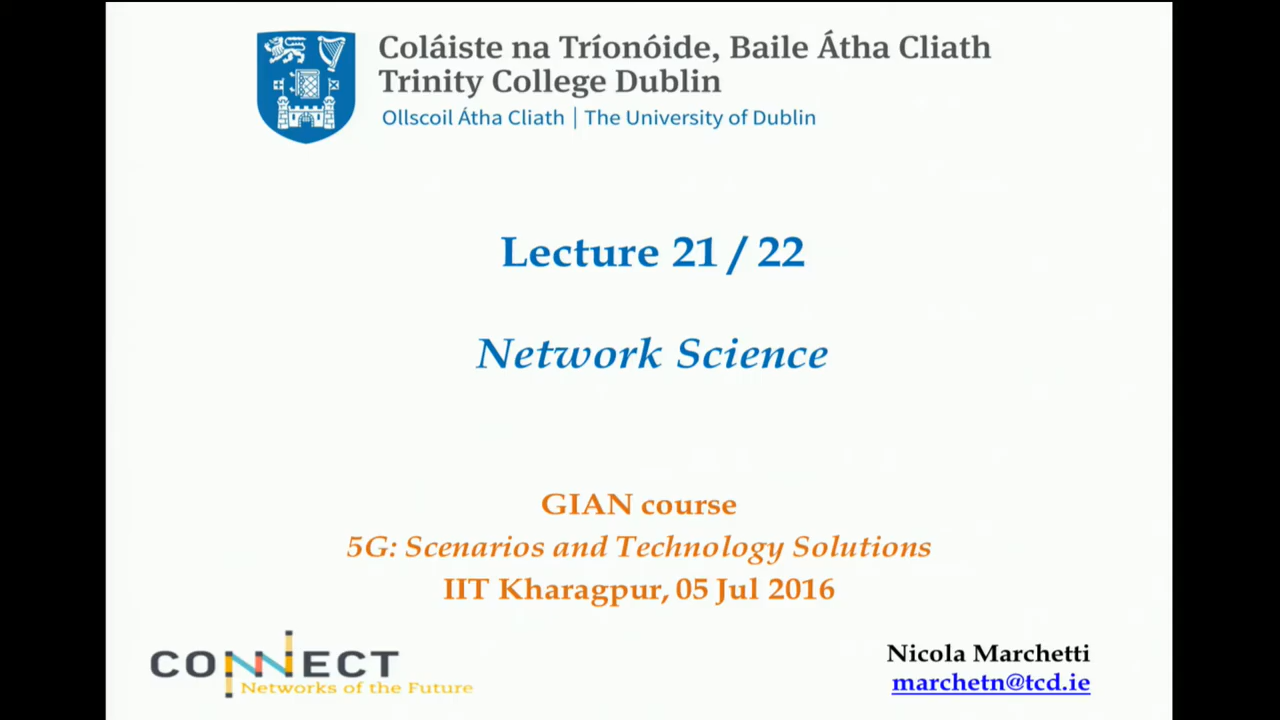 Coláiste na Tríonóide, Baile Átha Cliath
Trinity College Dublin
Ollscoil Átha Cliath | The University of Dublin
Lecture 21 / 22
Network Science
GIAN course
5G: Scenarios and Technology Solutions
IIT Kharagpur, 05 Jul 2016
CONNECT
Networks of the Future
Nicola Marchetti
marchetn@tcd.ie